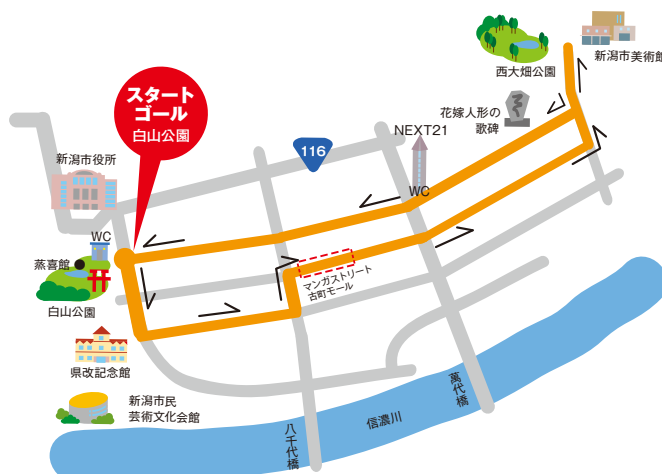 新潟市美術館
西大畑公園
花嫁人形の
歌碑
スタート
ゴール
白山公園
NEXT21
116
新潟市役所
WC
WC
蒸喜館
白山公園
マンガストリート
古町モール
県改記念館
新潟市民
芸術文化会館
八千代橋
萬代橋
信濃川